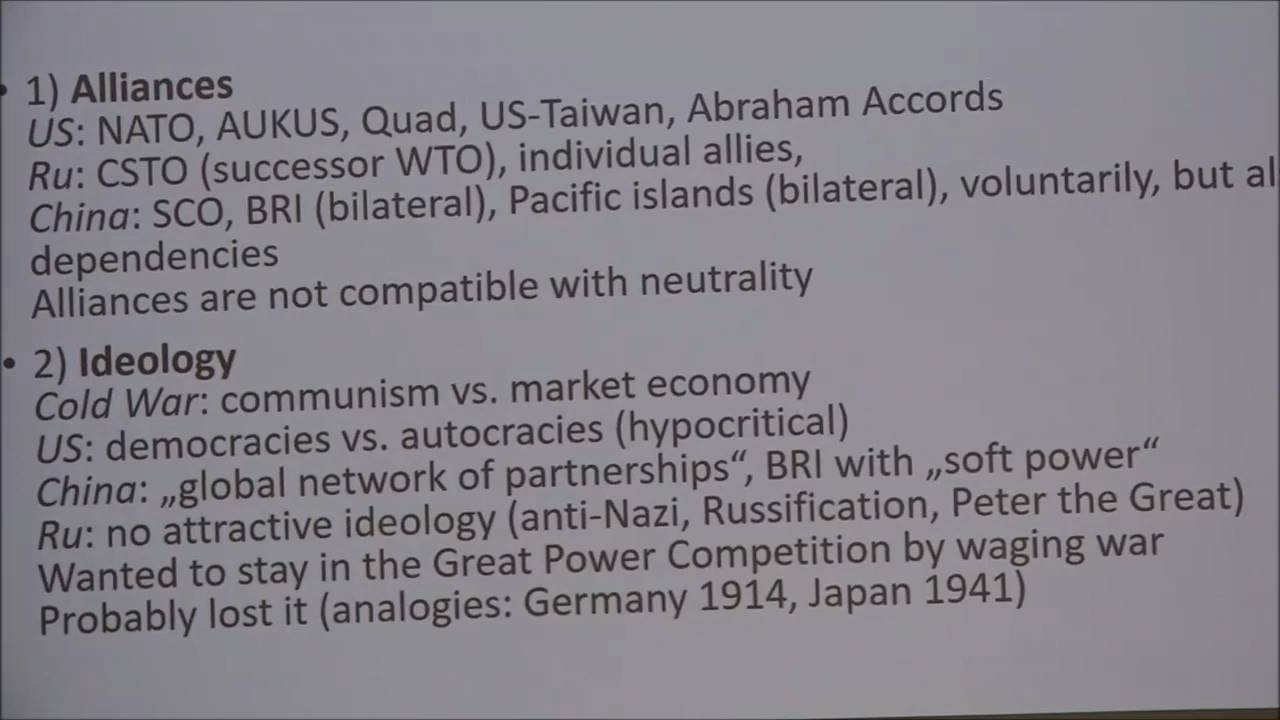 • 1) Alliances
US: NATO, AUKUS, Quad, US-Taiwan, Abraham Accords
Ru: CSTO (successor WTO), individual allies,
China: SCO, BRI (bilateral), Pacific islands (bilateral), voluntarily, but
dependencies
Alliances are not compatible with neutrality
• 2) Ideology
Cold War: communism vs. market economy
US: democracies vs. autocracies (hypocritical)
China: „global network of partnerships“, BRI with „soft power“
Ru: no attractive ideology (anti-Nazi, Russification, Peter the Great)
Wanted to stay in the Great Power Competition by waging war
Probably lost it (analogies: Germany 1914, Japan 1941)